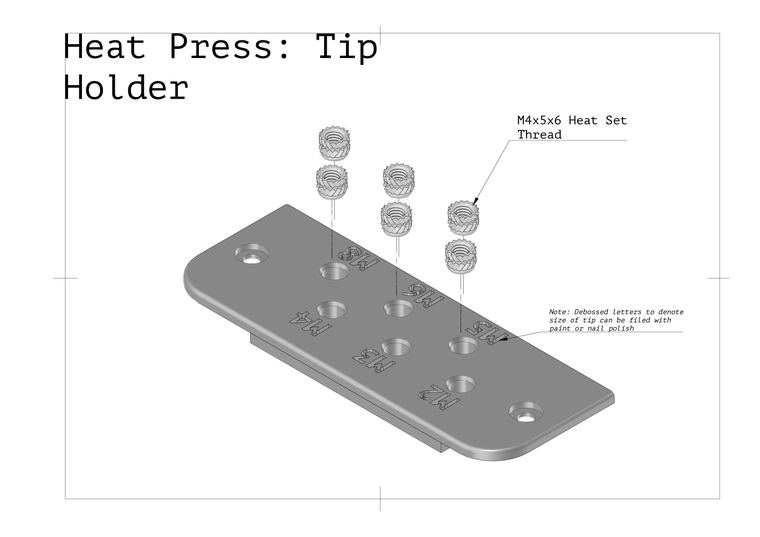 Heat Press: Tip
Holder
M4x5x6 Heat Set
Thread
Note: Debossed letters to denote
size of tip can be filed with
paint or nail polish
M8
M6
M5
M4
M3
M2